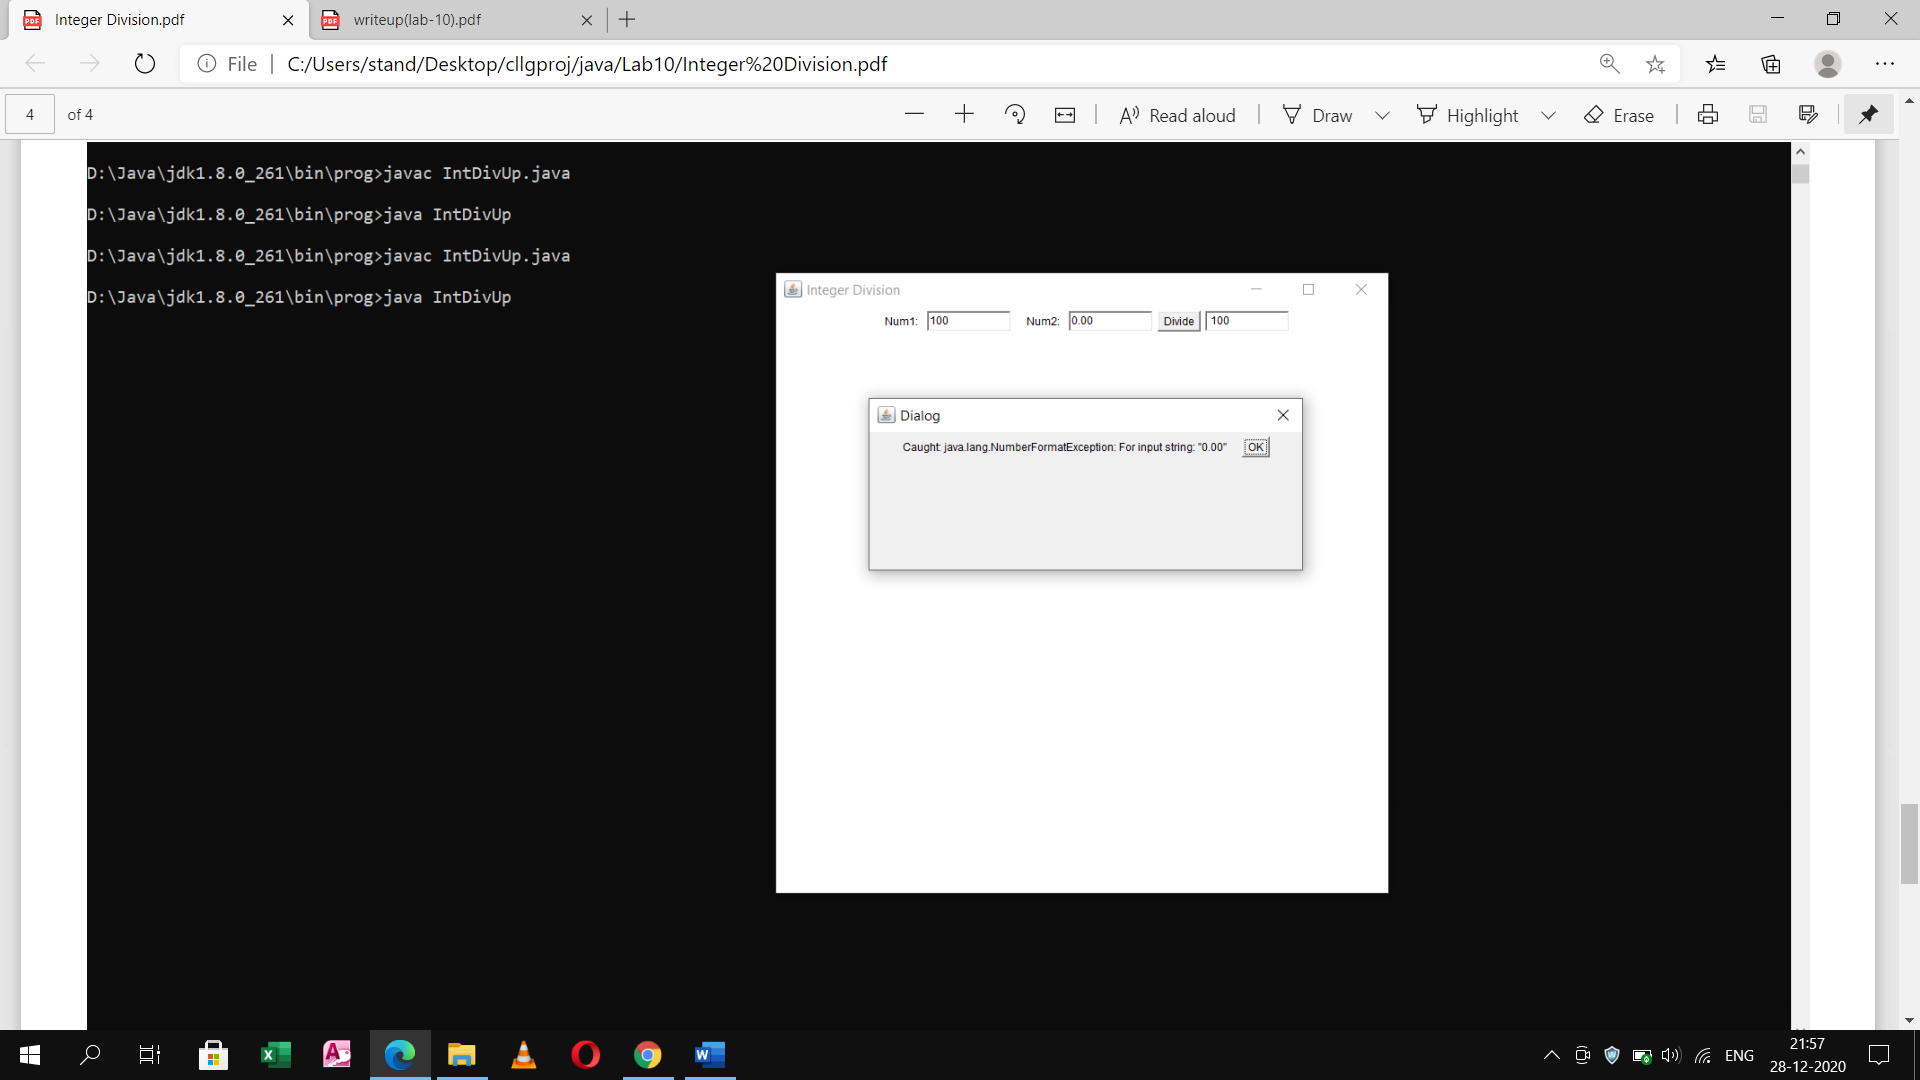 Integer Division.pdf
writeup(lab-10).pdf
File
C:/Users/stand/Desktop/cllgproj/java/Lab10/Integer%20Division.pdf
4 of 4
Read aloud
Draw
Highlight
Erase
D:\Java\jdk1.8.0_261\bin\prog>javac IntDivUp.java
D:\Java\jdk1.8.0_261\bin\prog>java IntDivUp
D:\Java\jdk1.8.0_261\bin\prog>javac IntDivUp.java
D:\Java\jdk1.8.0_261\bin\prog>java IntDivUp
Integer Division
Num1: 100 Num2: 0.00 Divide 100
Dialog
Caught: java.lang.NumberFormatException: For input string: "0.00" OK
ENG
21:57
28-12-2020